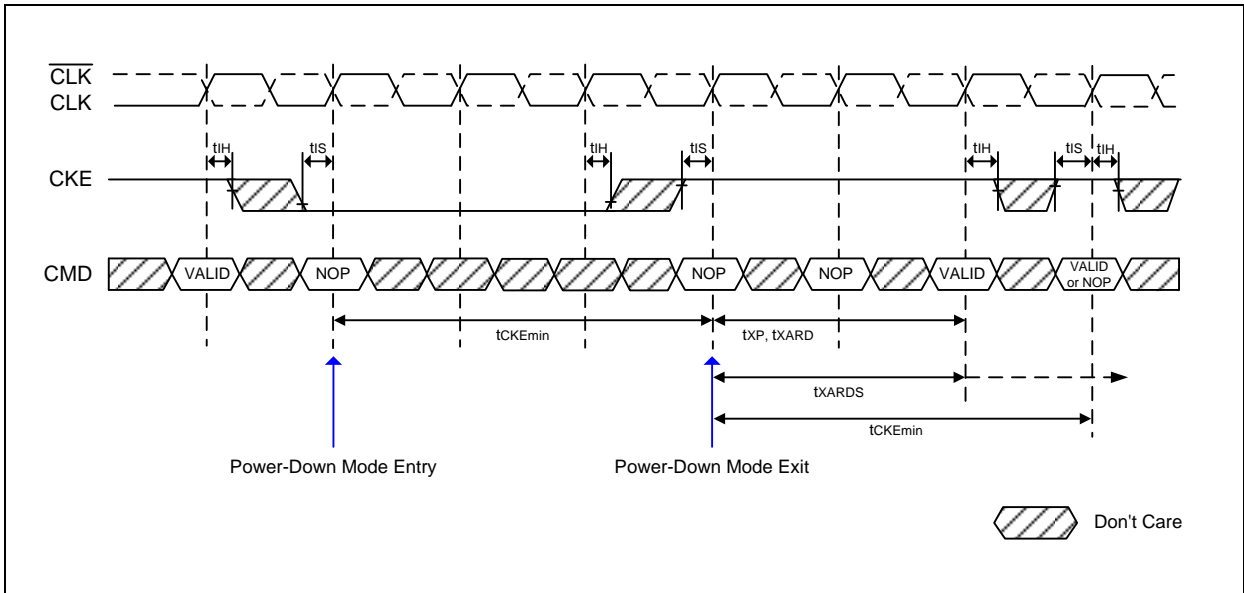 CLK
CLK
tIH tIS tIH tIS tIH tIS tIH
CKE
CMD VALID NOP NOP NOP VALID VALID or NOP
tCKEmin tXP, tXARD
tXARDS
tCKEmin
Power-Down Mode Entry Power-Down Mode Exit
Don't Care